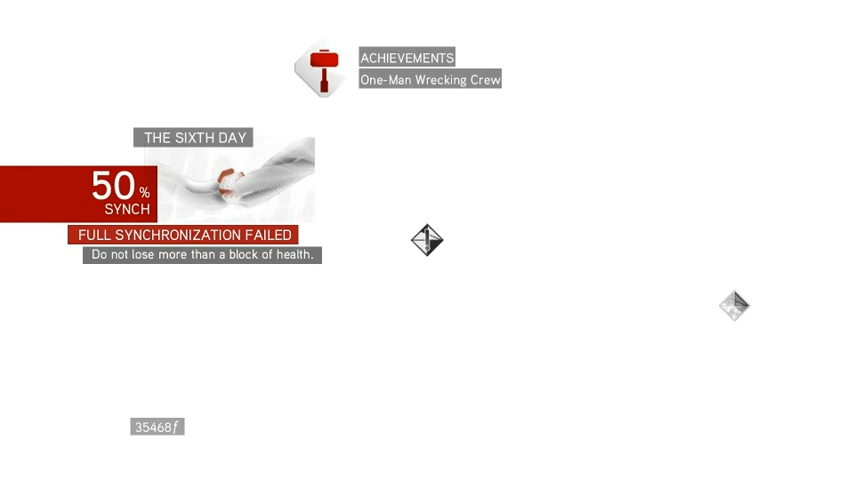 ACHIEVEMENTS
One-Man Wrecking Crew
THE SIXTH DAY
50 %
SYNCH
FULL SYNCHRONIZATION FAILED
Do not lose more than a block of health.
35468ƒ